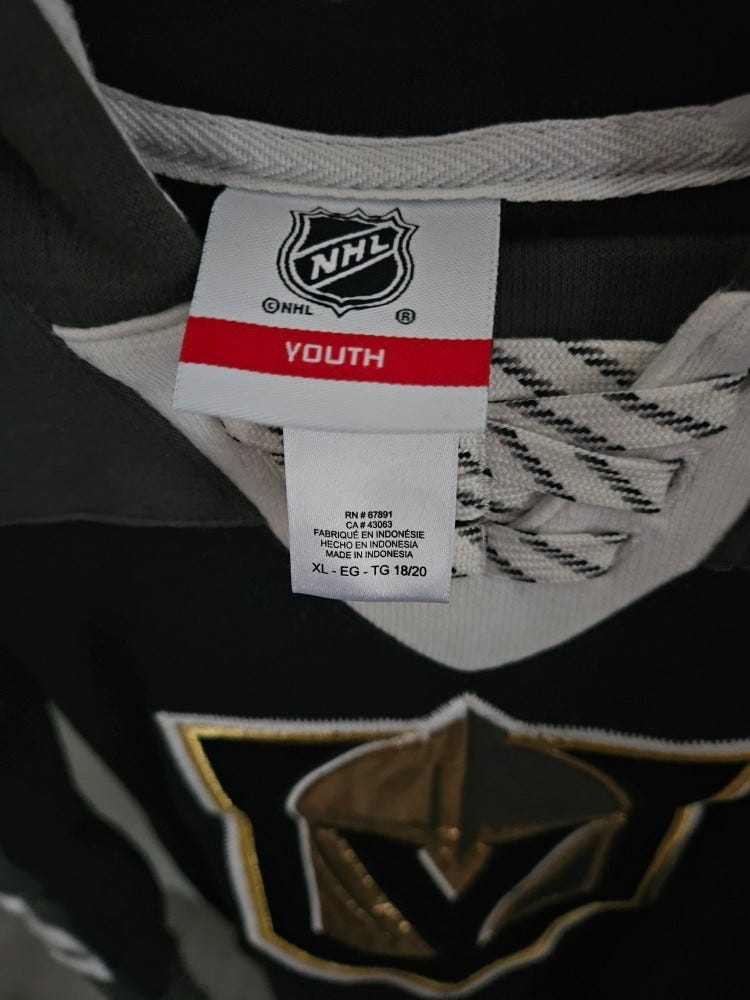 NHL
©NHL ®
YOUTH
RN # 67891
CA # 43063
FABRIQUÉ EN INDONÉSIE
HECHO EN INDONESIA
MADE IN INDONESIA
XL - EG - TG 18/20